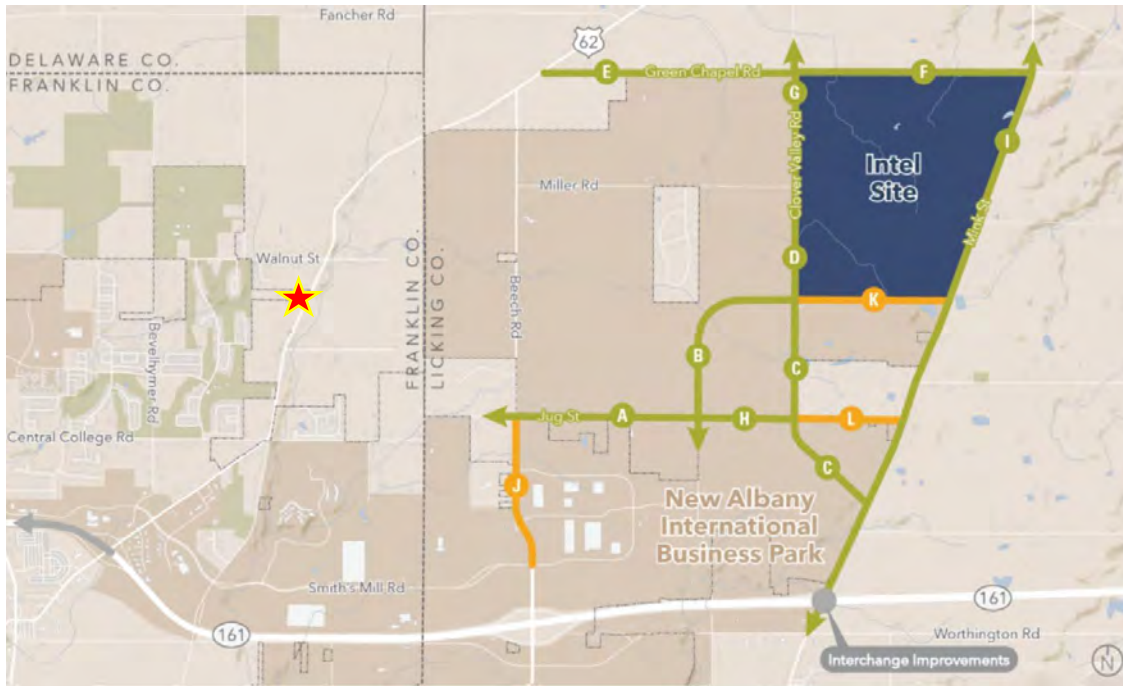 Fancher Rd
62
DELAWARE CO.
FRANKLIN CO.
E
Green Chapel Rd
F
G
Clover Valley Rd
I
Intel
Site
Miller Rd
Mink St
Walnut St
D
Beech Rd
K
FRANKLIN CO.
LICKING CO.
Bevelhymer Rd
B
C
Jug St
A
H
L
Central College Rd
C
J
New Albany
International
Business Park
Smith's Mill Rd
161
161
Worthington Rd
Interchange Improvements
N